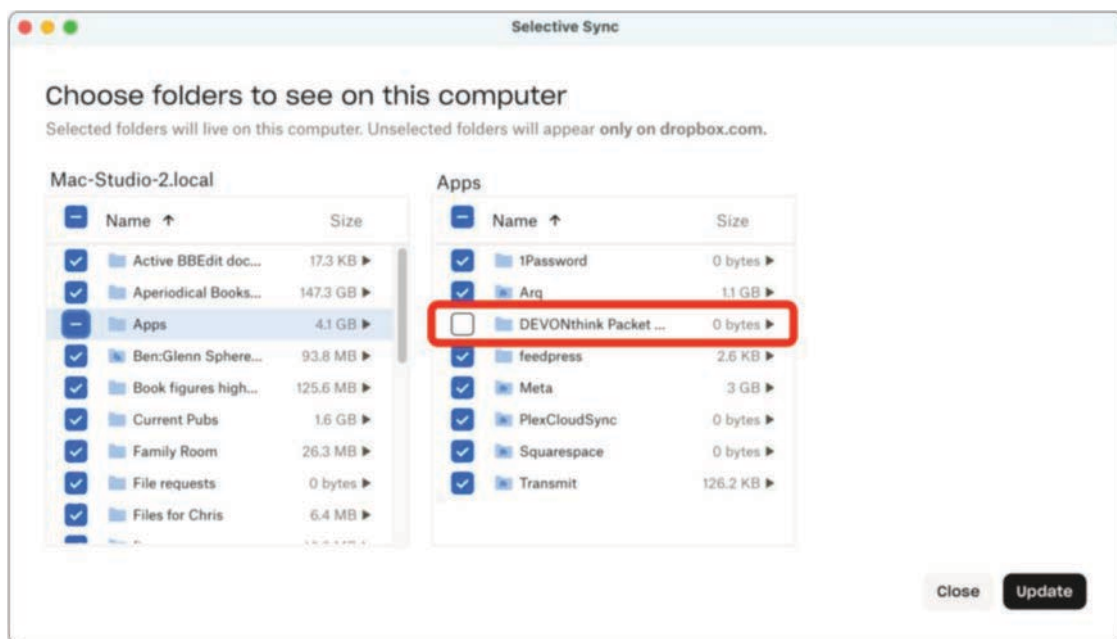 Selective Sync
Choose folders to see on this computer
Selected folders will live on this computer. Unselected folders will appear only on dropbox.com.
Mac-Studio-2.local
Name ↑ Size
Active BBEdit doc... 17.3 KB
Aperiodical Books... 147.3 GB
Apps 4.1 GB
Ben:Glenn Sphere... 93.8 MB
Book figures high... 125.6 MB
Current Pubs 1.6 GB
Family Room 26.3 MB
File requests 0 bytes
Files for Chris 6.4 MB
Apps
Name ↑ Size
1Password 0 bytes
Arq 1.1 GB
DEVONthink Packet ... 0 bytes
feedpress 2.6 KB
Meta 3 GB
PlexCloudSync 0 bytes
Squarespace 0 bytes
Transmit 126.2 KB
Close Update